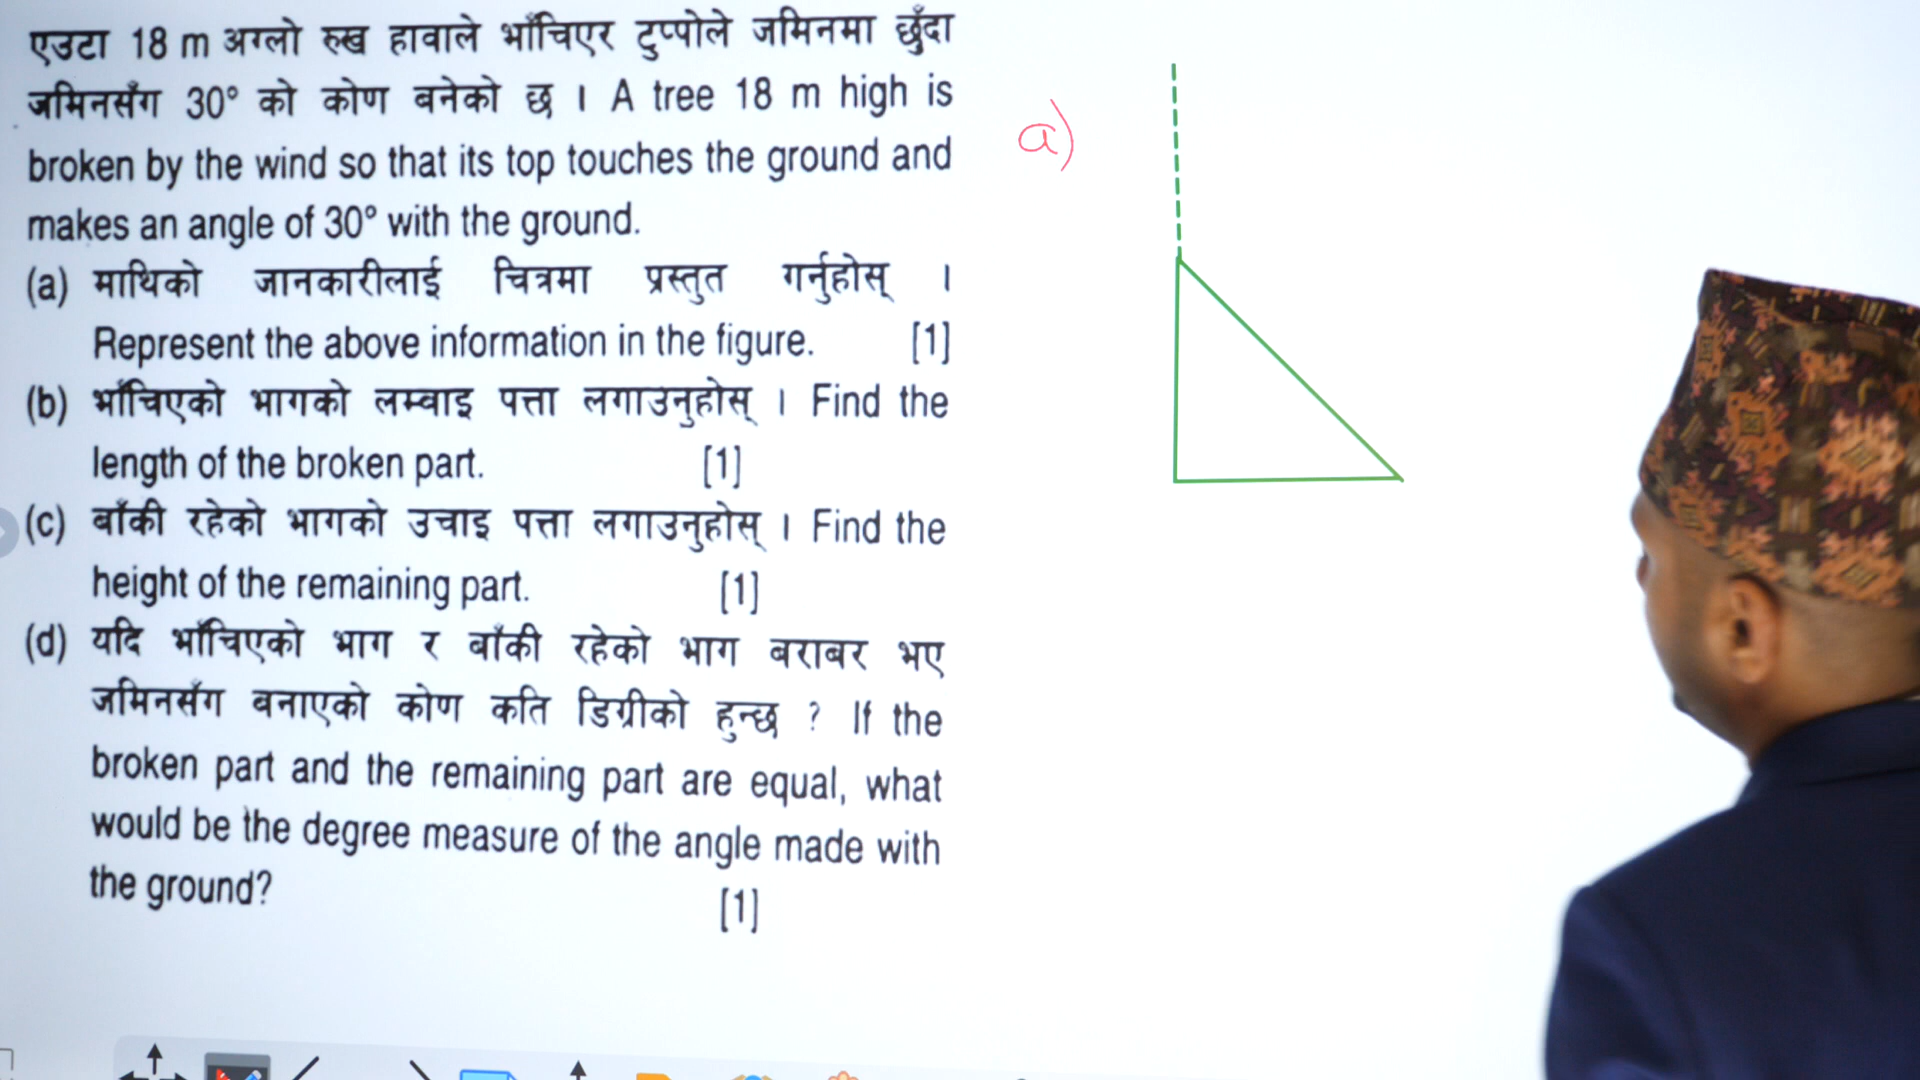 एउटा 18 m अग्लो रुख हावाले भाँचिएर टुप्पोले जमिनमा छुँदा
जमिनसँग 30° को कोण बनेको छ । A tree 18 m high is
broken by the wind so that its top touches the ground and
makes an angle of 30° with the ground.
(a) माथिको जानकारीलाई चित्रमा प्रस्तुत गर्नुहोस् ।
Represent the above information in the figure. [1]
(b) भाँचिएको भागको लम्बाइ पत्ता लगाउनुहोस् । Find the
length of the broken part. [1]
(c) बाँकी रहेको भागको उचाइ पत्ता लगाउनुहोस् । Find the
height of the remaining part. [1]
(d) यदि भाँचिएको भाग र बाँकी रहेको भाग बराबर भए
जमिनसँग बनाएको कोण कति डिग्रीको हुन्छ ? If the
broken part and the remaining part are equal, what
would be the degree measure of the angle made with
the ground? [1]
a)